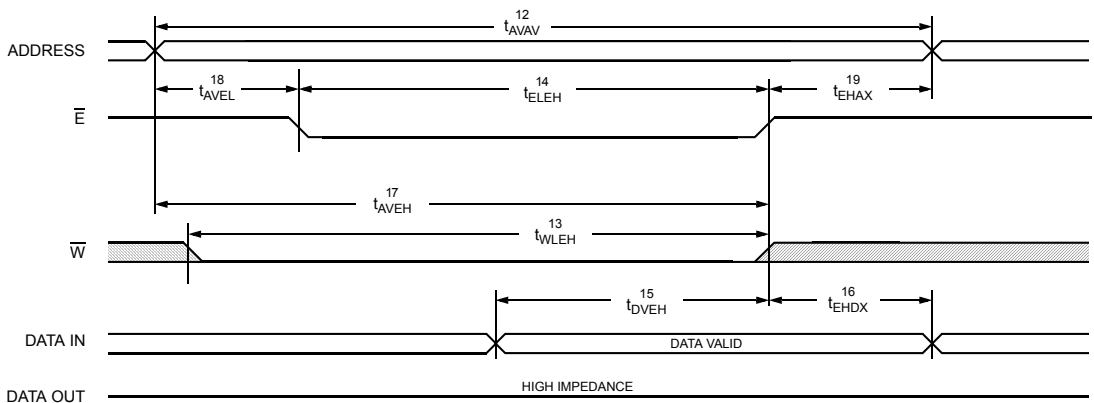 12
tAVAV
ADDRESS
18
tAVEL
14
tELEH
19
tEHAX
E
17
tAVEH
13
tWLEH
W
15
tDVEH
16
tEHDX
DATA IN
DATA VALID
DATA OUT
HIGH IMPEDANCE